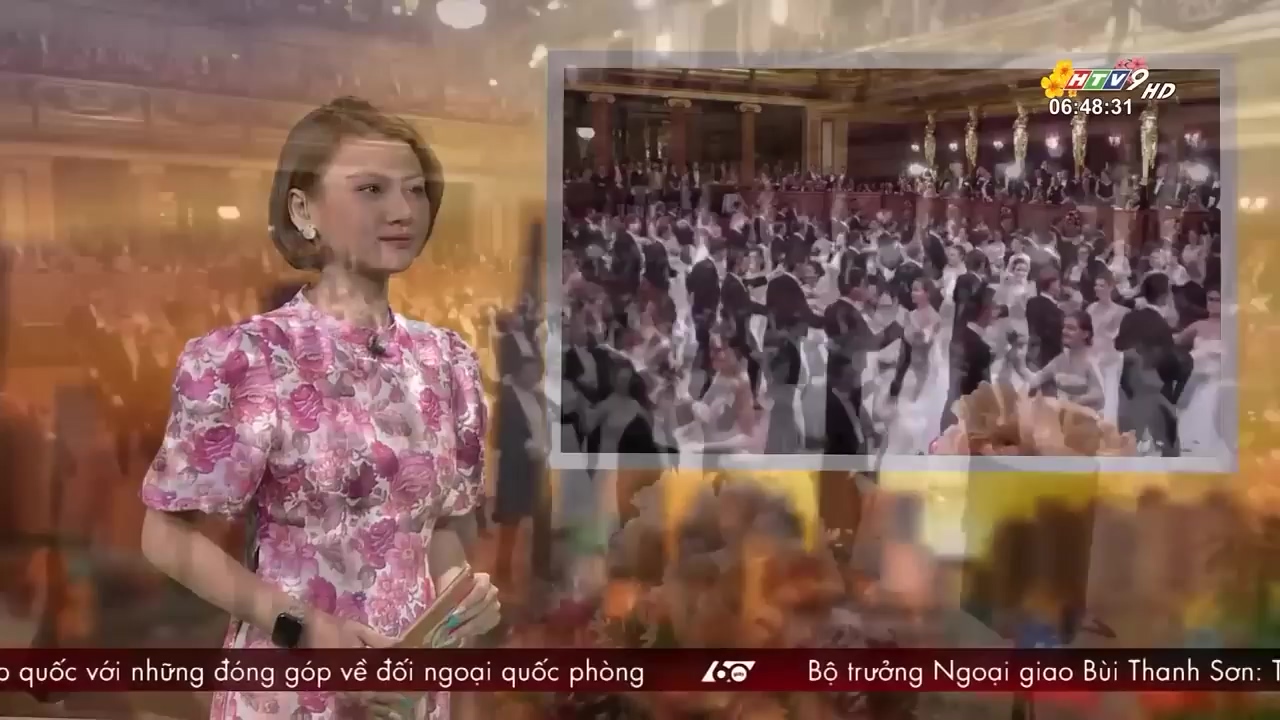 HTV9 HD
06:48:31
quốc với những đóng góp về đối ngoại quốc phòng
60 Bộ trưởng Ngoại giao Bùi Thanh Sơn: